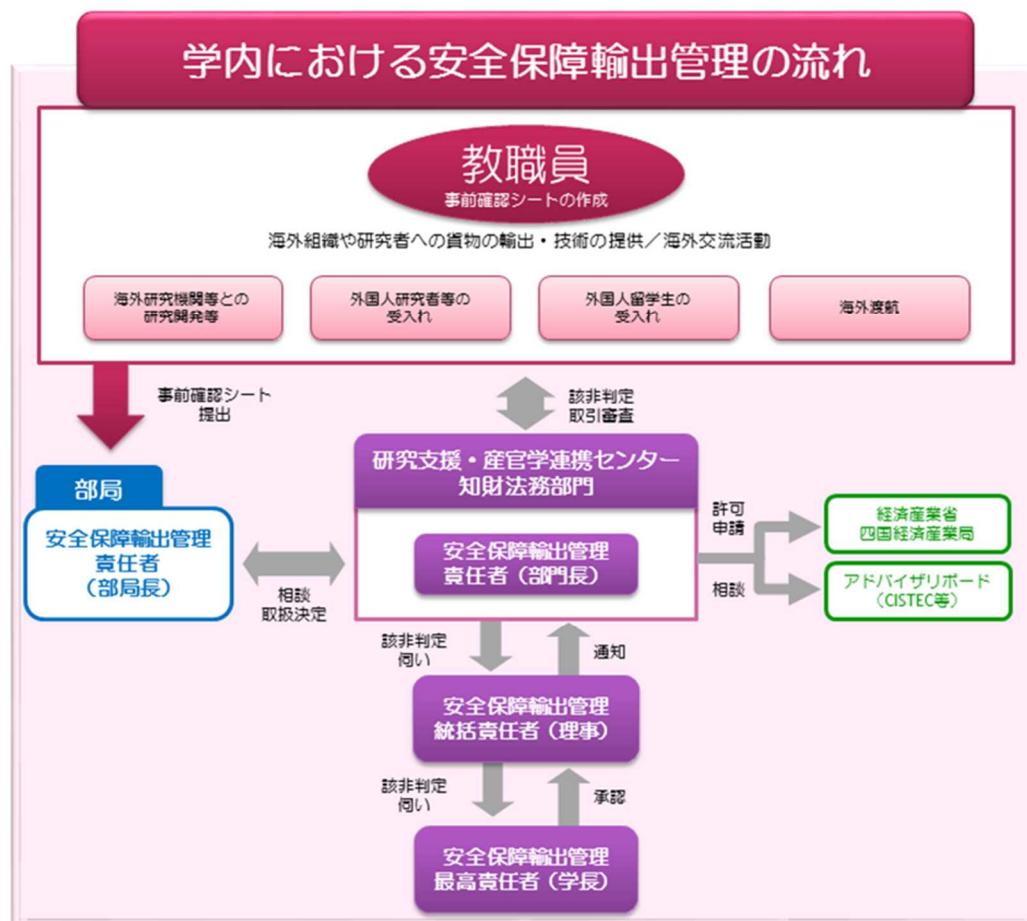 学内における安全保障輸出管理の流れ
教職員
事前確認シートの作成
海外組織や研究者への貨物の輸出・技術の提供／海外交流活動
海外研究機関等との
研究開発等
外国人研究者等の
受入れ
外国人留学生の
受入れ
海外渡航
事前確認シート
提出
該非判定
取引審査
部局
安全保障輸出管理
責任者
（部局長）
相談
取扱決定
研究支援・産官学連携センター
知財法務部門
安全保障輸出管理
責任者（部門長）
許可
申請
相談
経済産業省
四国経済産業局
アドバイザリボード
（CISTEC等）
該非判定
伺い
通知
安全保障輸出管理
統括責任者（理事）
該非判定
伺い
承認
安全保障輸出管理
最高責任者（学長）